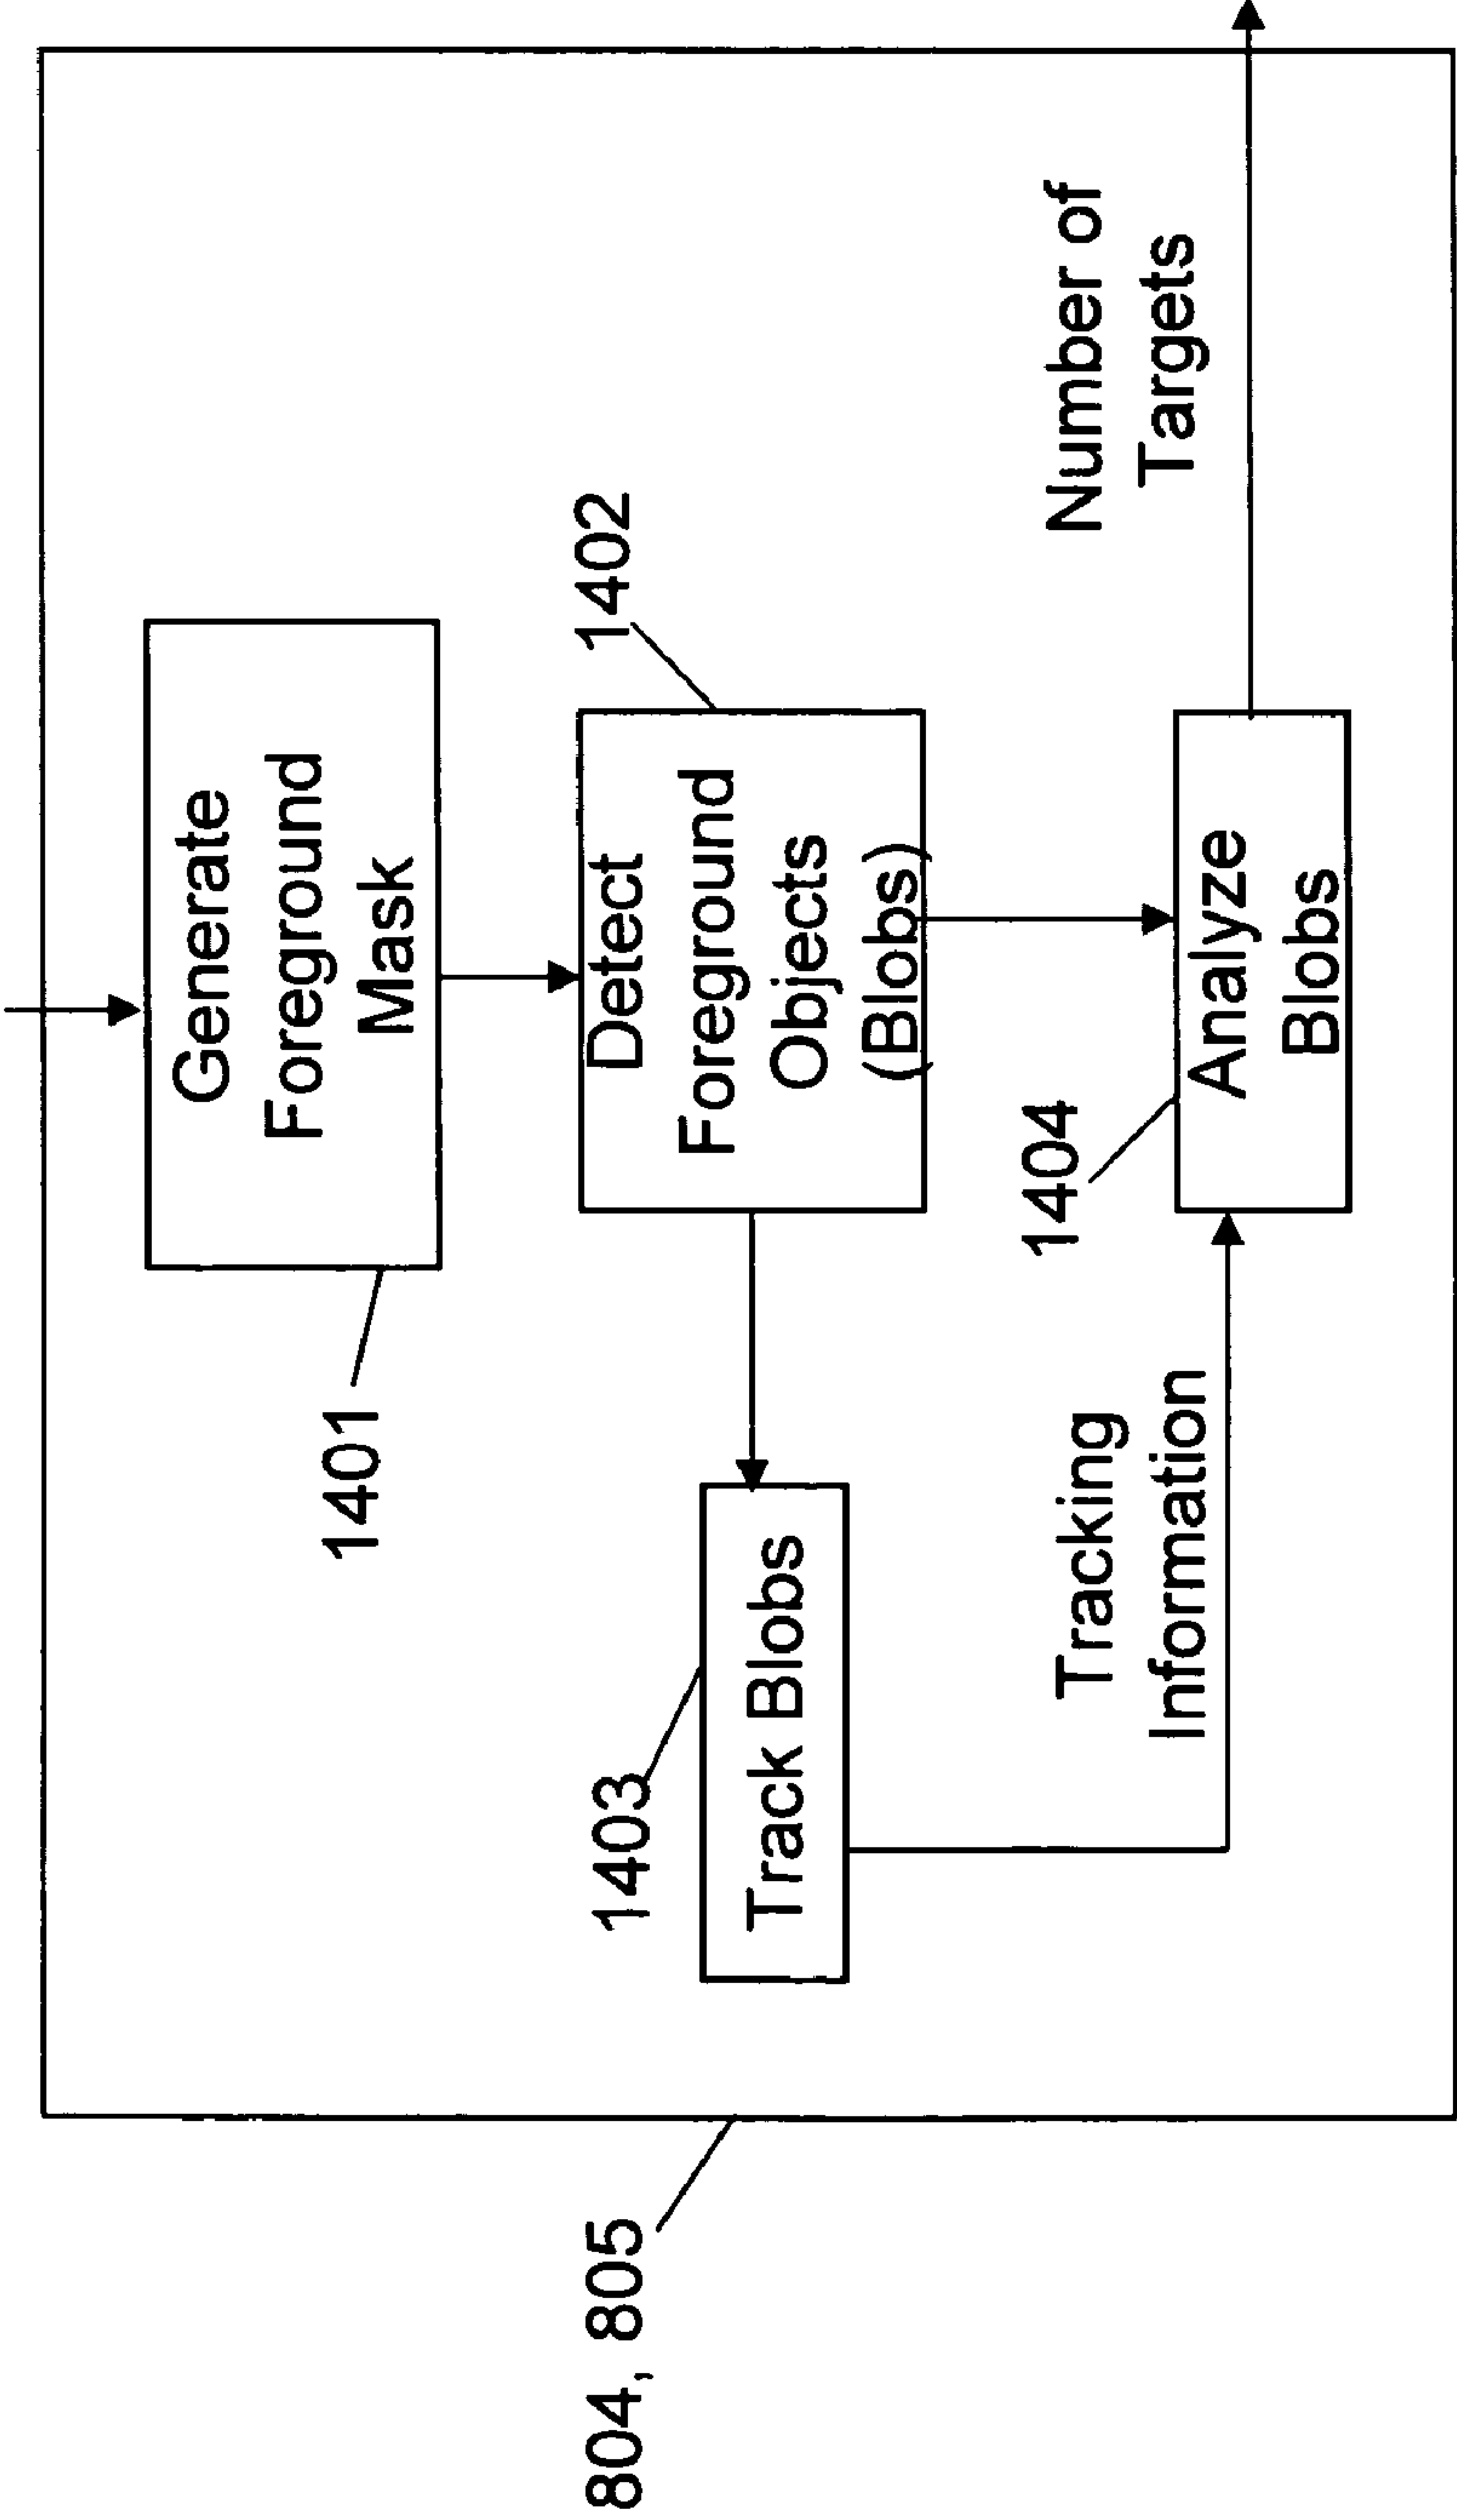 804, 805
1401
Generate
Foreground
Mask
1402
Detect
Foreground
Objects
(Blobs)
1403
Track Blobs
Tracking
Information
1404
Analyze
Blobs
Number of
Targets